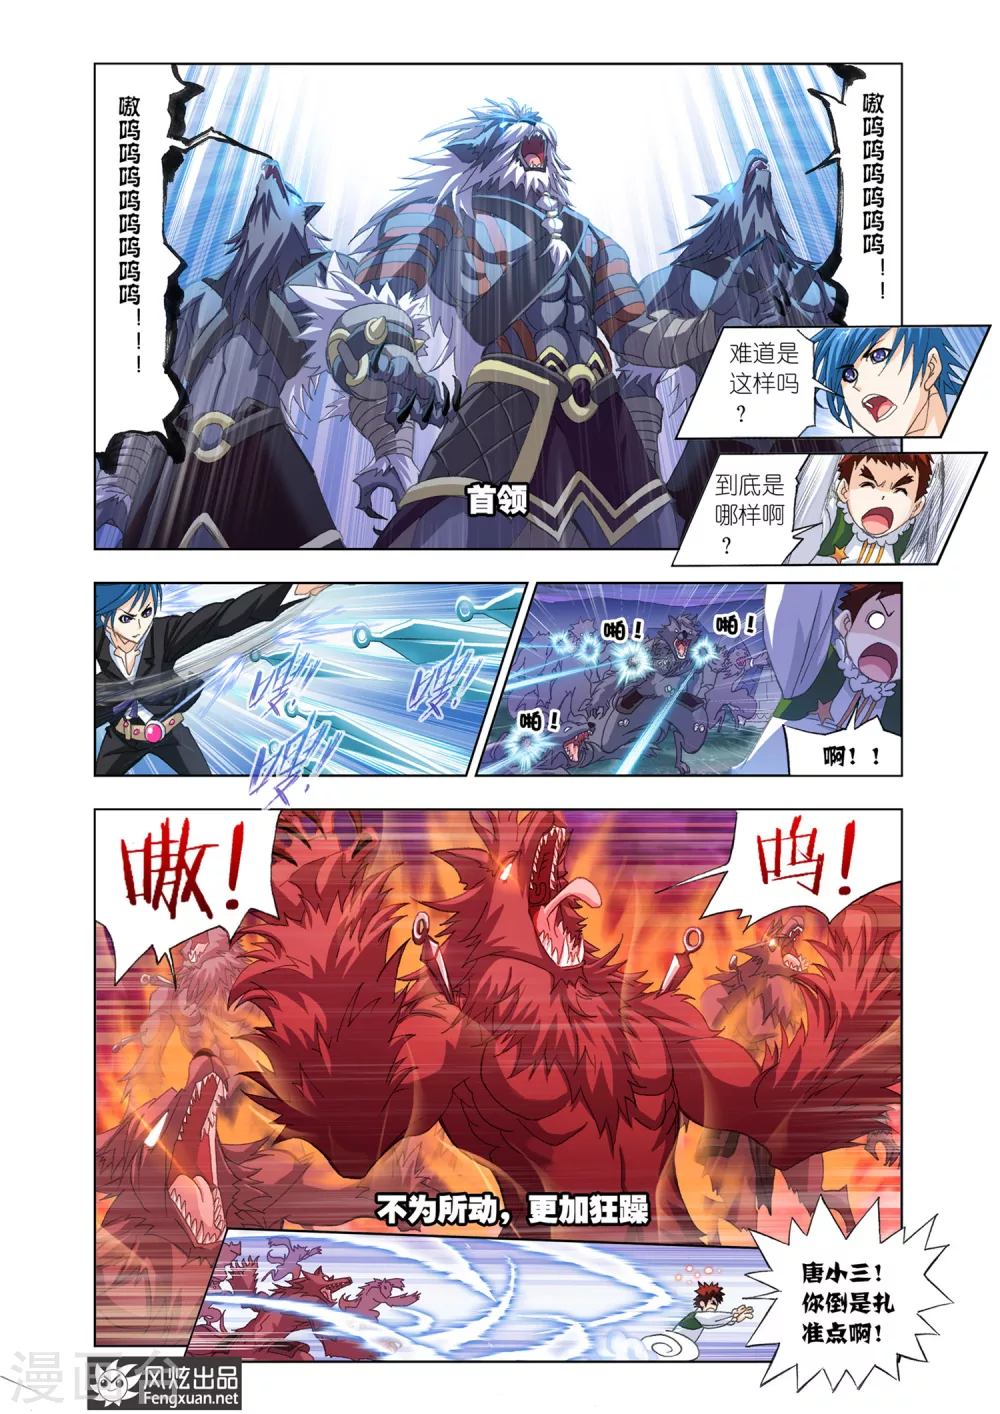 嗷呜呜呜呜呜呜呜！！！
嗷呜呜呜呜呜呜！！
难道是
这样吗
？
首领
到底是
哪样啊
？
嗖！！
嗖！！
嗖！！
啊！！
嗷！
呜！
不为所动，更加狂躁
唐小三！
你倒是扎
准点啊！
风炫出品
Fengxuan.net